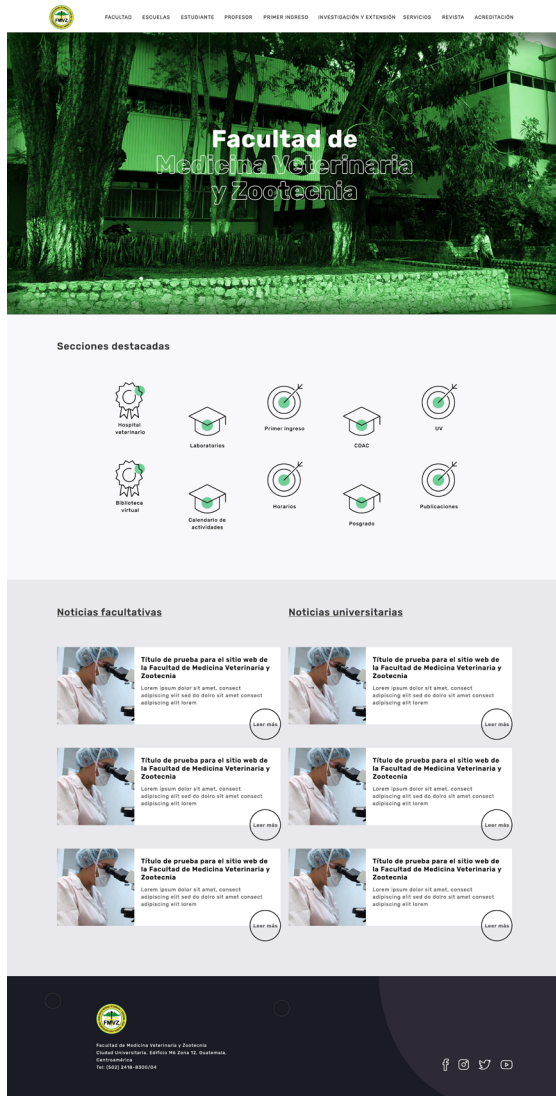 FMVZ
FACULTAD ESCUELAS ESTUDIANTE PROFESOR PRIMER INGRESO INVESTIGACIÓN Y EXTENSIÓN SERVICIOS REVISTA ACREDITACIÓN
Facultad de
Medicina Veterinaria
y Zootecnia
Secciones destacadas
Hospital
veterinario
Laboratories
Primer ingreso
CDAC
UV
Biblioteca
virtual
Calendario de
actividades
Horarios
Posgrado
Publicaciones
Noticias facultativas
Título de prueba para el sitio web de
la Facultad de Medicina Veterinaria y
Zootecnia
Lorem ipsum dolor sit amet, consect
adipiscing elit sed do dolro sit amet consect
adipiscing elit lorem
Leer más
Título de prueba para el sitio web de
la Facultad de Medicina Veterinaria y
Zootecnia
Lorem ipsum dolor sit amet, consect
adipiscing elit sed do dolro sit amet consect
adipiscing elit lorem
Leer más
Título de prueba para el sitio web de
la Facultad de Medicina Veterinaria y
Zootecnia
Lorem ipsum dolor sit amet, consect
adipiscing elit sed do dolro sit amet consect
adipiscing elit lorem
Leer más
Noticias universitarias
Título de prueba para el sitio web de
la Facultad de Medicina Veterinaria y
Zootecnia
Lorem ipsum dolor sit amet, consect
adipiscing elit sed do dolro sit amet consect
adipiscing elit lorem
Leer más
Título de prueba para el sitio web de
la Facultad de Medicina Veterinaria y
Zootecnia
Lorem ipsum dolor sit amet, consect
adipiscing elit sed do dolro sit amet consect
adipiscing elit lorem
Leer más
Título de prueba para el sitio web de
la Facultad de Medicina Veterinaria y
Zootecnia
Lorem ipsum dolor sit amet, consect
adipiscing elit sed do dolro sit amet consect
adipiscing elit lorem
Leer más
FMVZ
Facultad de Medicina Veterinaria y Zootecnia
Ciudad Universitaria, Edificio M6 Zona 12, Guatemala,
Centroamérica
Tel: (502) 2418-8300/04